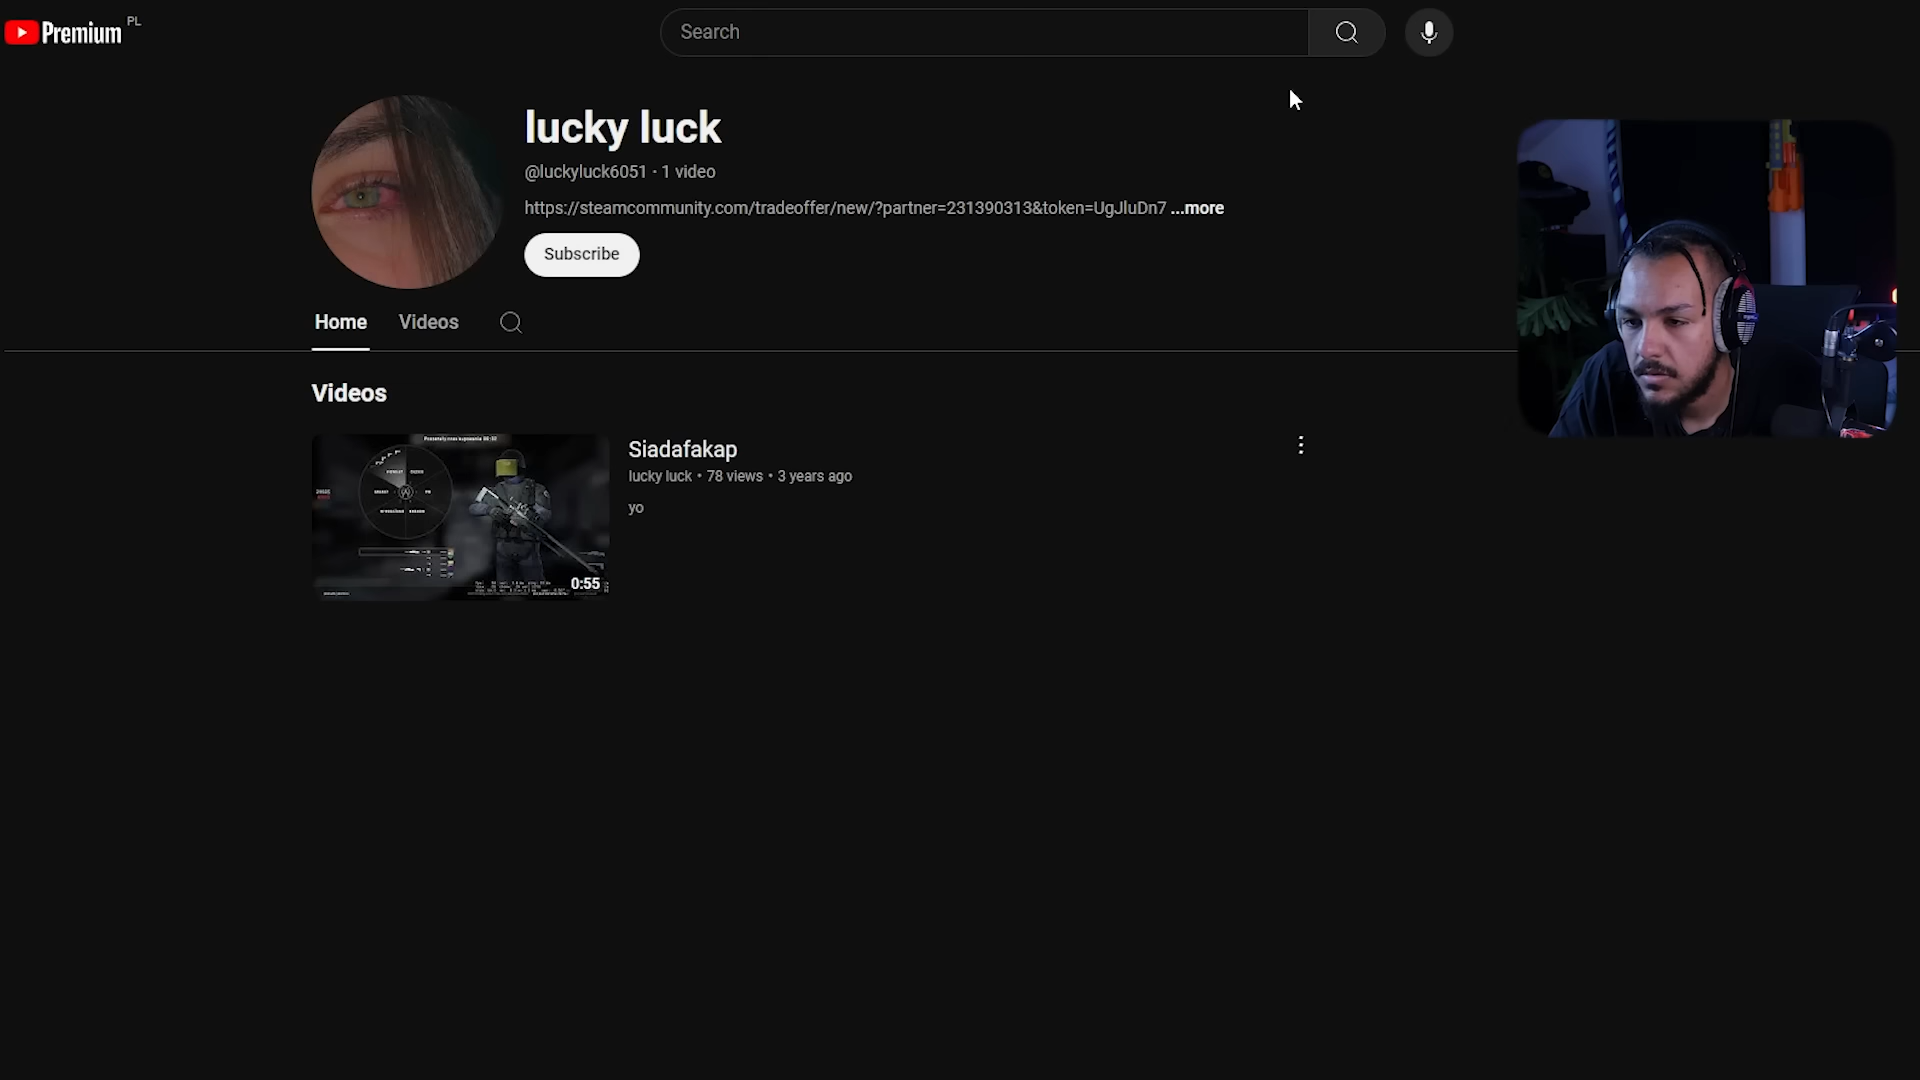 Premium PL
Search
lucky luck
@luckyluck6051 · 1 video
https://steamcommunity.com/tradeoffer/new/?partner=231390313&token=UgJluDn7 ...more
Subscribe
Home Videos
Videos
Siadafakap
lucky luck • 78 views • 3 years ago
yo
0:55